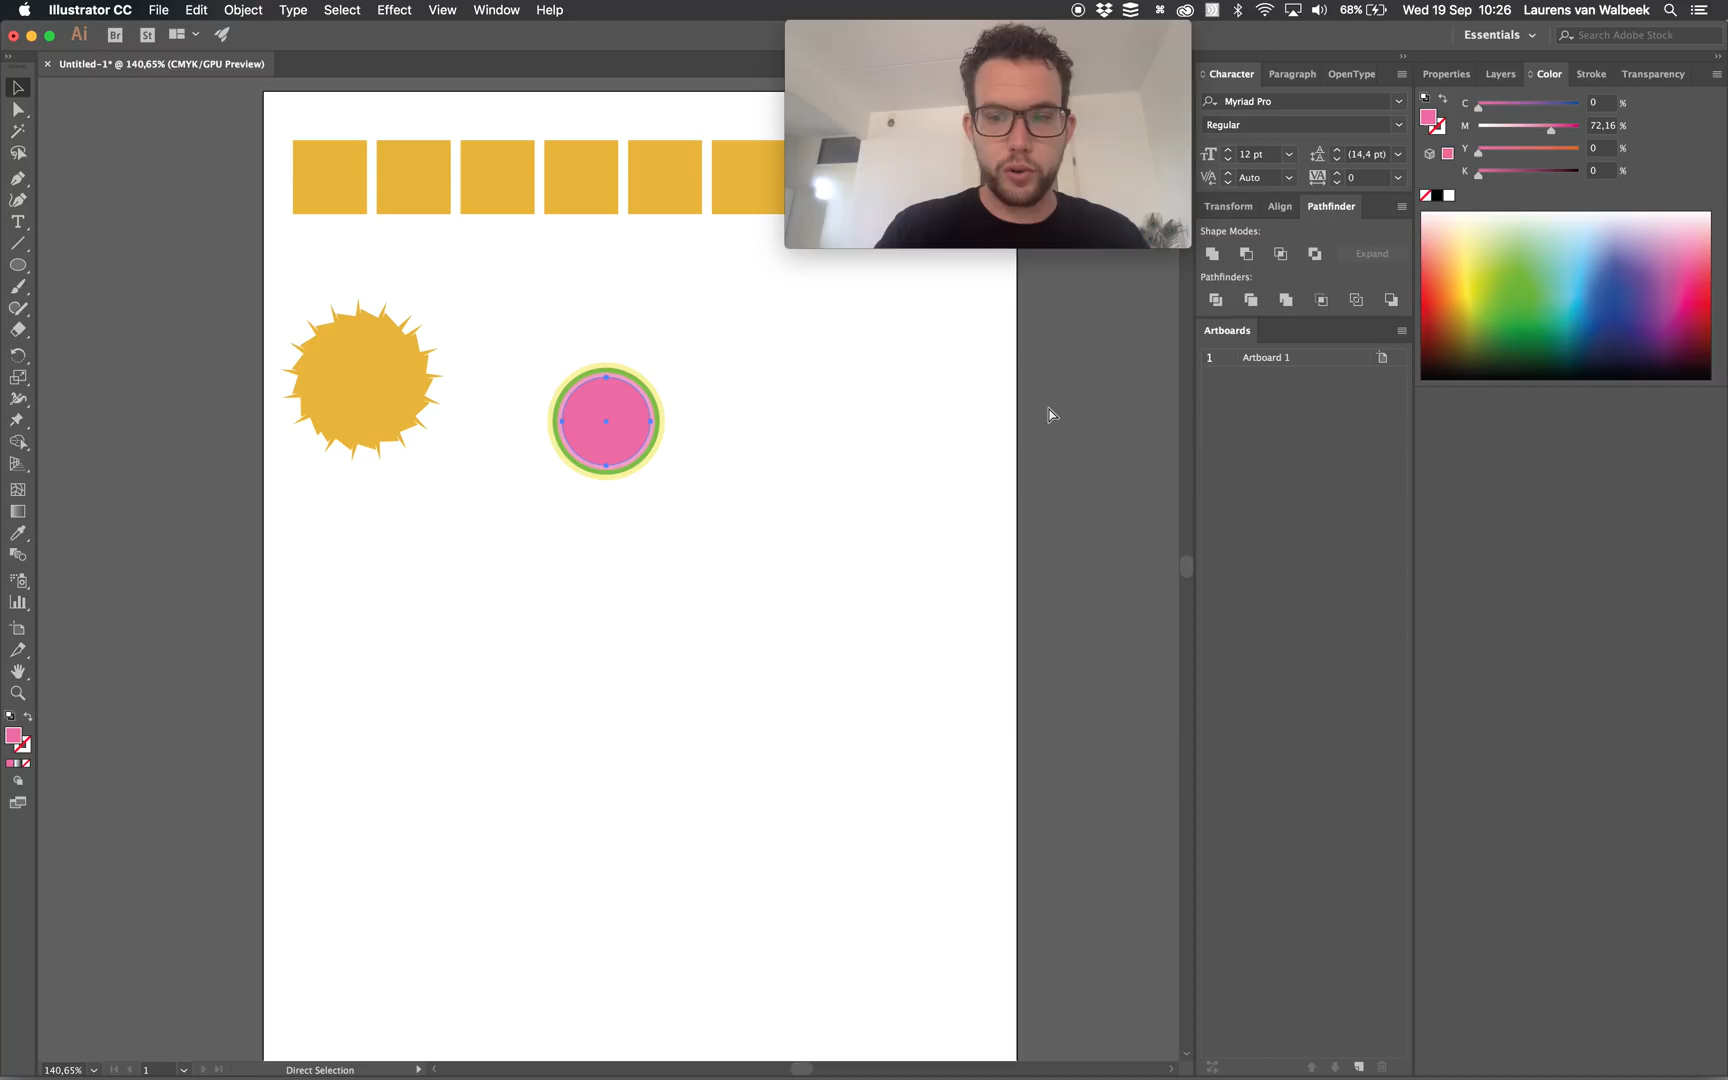 Illustrator CC File Edit Object Type Select Effect View Window Help 68% Wed 19 Sep 10:26 Laurens van Walbeek
Ai Br St Essentials Search Adobe Stock
Untitled-1* @ 140,65% (CMYK/GPU Preview)
Character Paragraph OpenType Properties Layers Color Stroke Transparency
Myriad Pro C 0 %
Regular M 72,16 %
12 pt (14,4 pt) Y 0 %
Auto 0 K 0 %
Transform Align Pathfinder
Shape Modes:
Expand
Pathfinders:
Artboards
1 Artboard 1
140,65% 1 Direct Selection